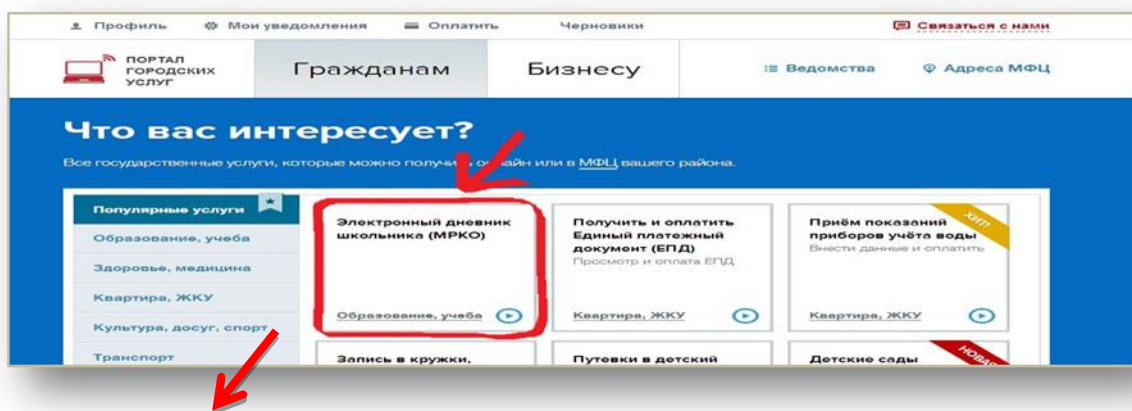 Профиль Мои уведомления Оплатить Черновики Связаться с нами
ПОРТАЛ
ГОРОДСКИХ
УСЛУГ
Гражданам Бизнесу Ведомства Адреса МФЦ
Что вас интересует?
Все государственные услуги, которые можно получить онлайн или в МФЦ вашего района.
Популярные услуги
Образование, учеба
Здоровье, медицина
Квартира, ЖКУ
Культура, досуг, спорт
Транспорт
Электронный дневник
школьника (МРКО)
Образование, учеба
Получить и оплатить
Единый платежный
документ (ЕПД)
Просмотр и оплата ЕПД
Квартира, ЖКУ
Приём показаний
приборов учёта воды
Внести данные и оплатить
ХИТ!
Квартира, ЖКУ
Запись в кружки,
Путевки в детский
Детские сады
НОВАЯ